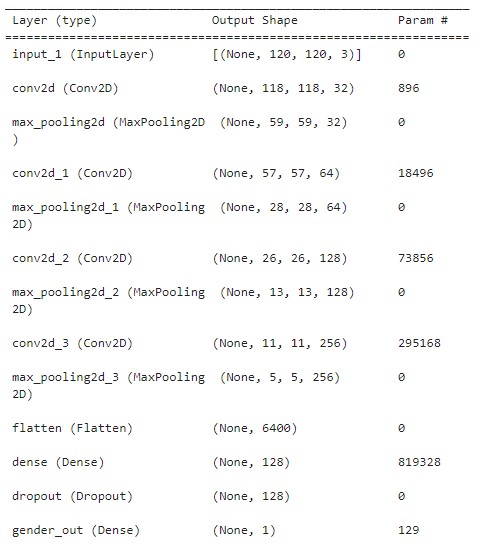 Layer (type) Output Shape Param #
=================================================================
input_1 (InputLayer) [(None, 120, 120, 3)] 0
conv2d (Conv2D) (None, 118, 118, 32) 896
max_pooling2d (MaxPooling2D (None, 59, 59, 32) 0
)
conv2d_1 (Conv2D) (None, 57, 57, 64) 18496
max_pooling2d_1 (MaxPooling (None, 28, 28, 64) 0
2D)
conv2d_2 (Conv2D) (None, 26, 26, 128) 73856
max_pooling2d_2 (MaxPooling (None, 13, 13, 128) 0
2D)
conv2d_3 (Conv2D) (None, 11, 11, 256) 295168
max_pooling2d_3 (MaxPooling (None, 5, 5, 256) 0
2D)
flatten (Flatten) (None, 6400) 0
dense (Dense) (None, 128) 819328
dropout (Dropout) (None, 128) 0
gender_out (Dense) (None, 1) 129